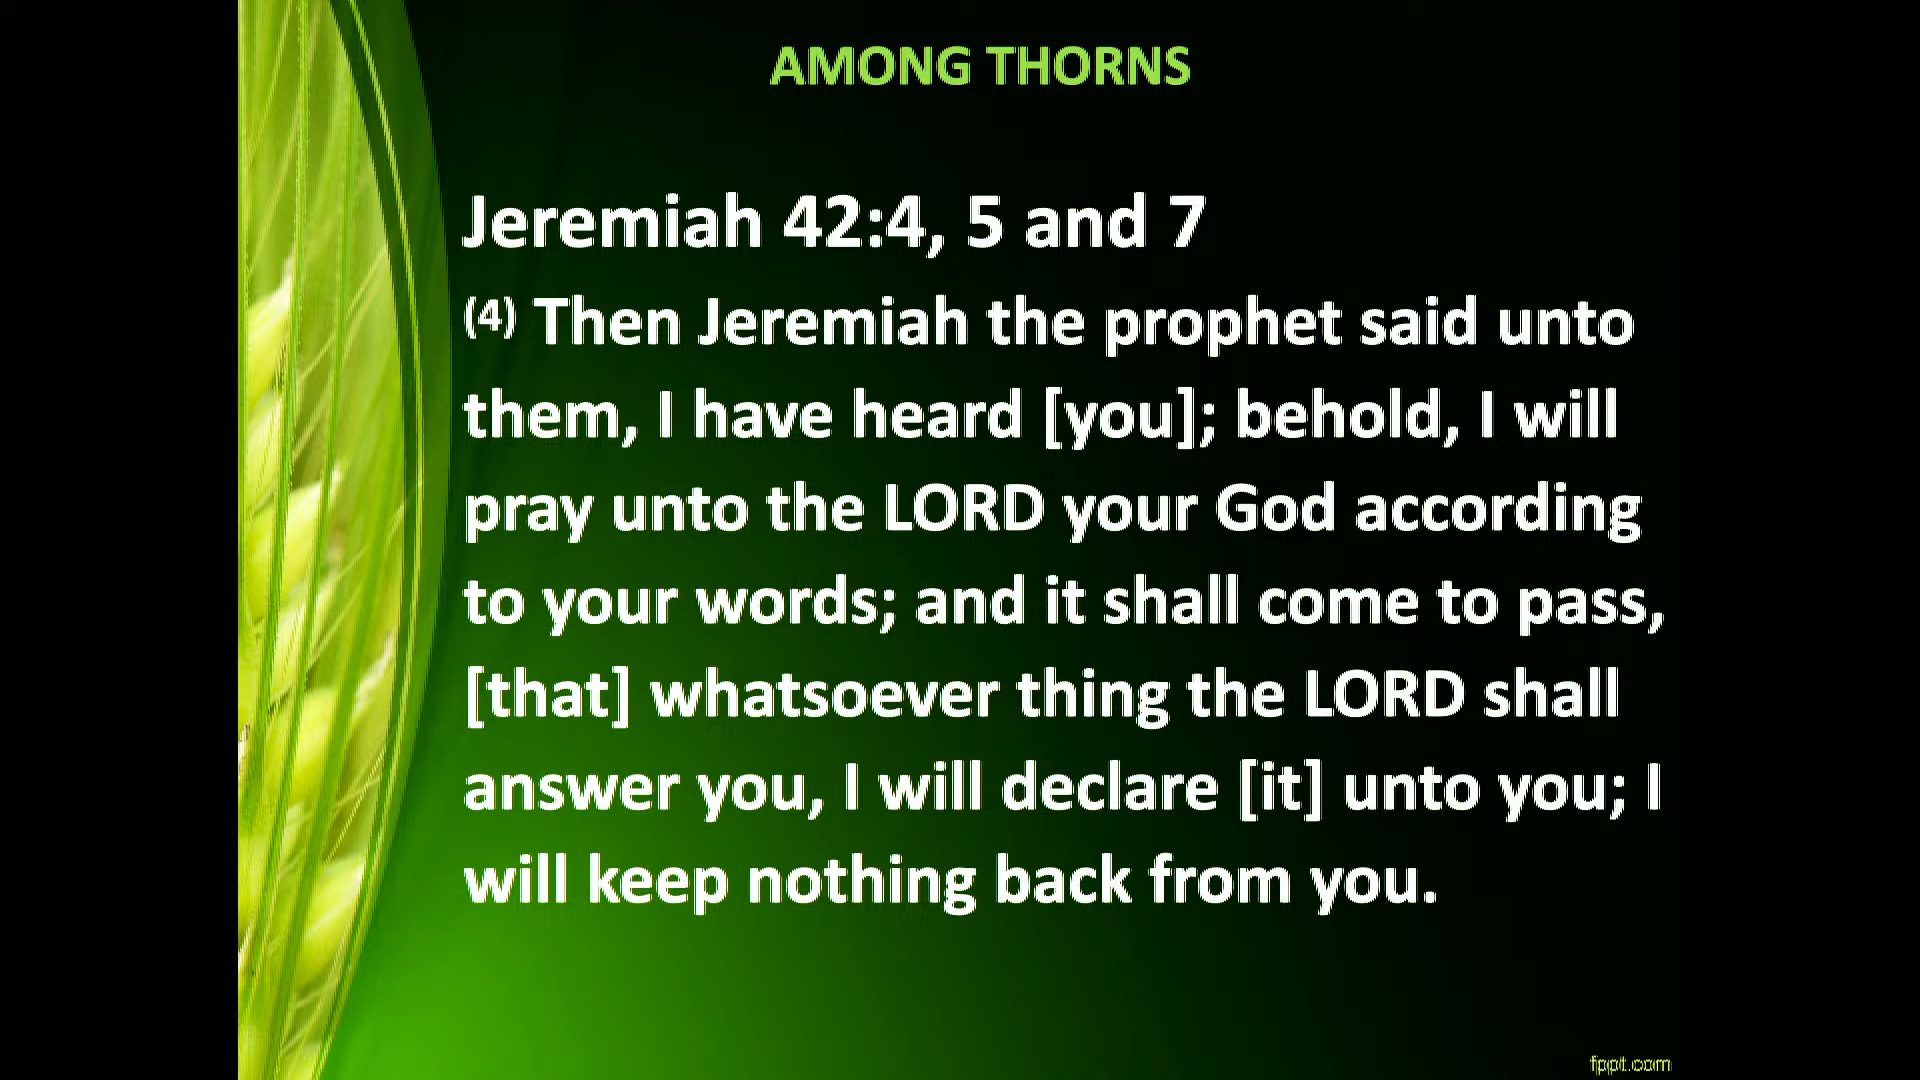 AMONG THORNS
Jeremiah 42:4, 5 and 7
(4) Then Jeremiah the prophet said unto
them, I have heard [you]; behold, I will
pray unto the LORD your God according
to your words; and it shall come to pass,
[that] whatsoever thing the LORD shall
answer you, I will declare [it] unto you; I
will keep nothing back from you.
fppt.com